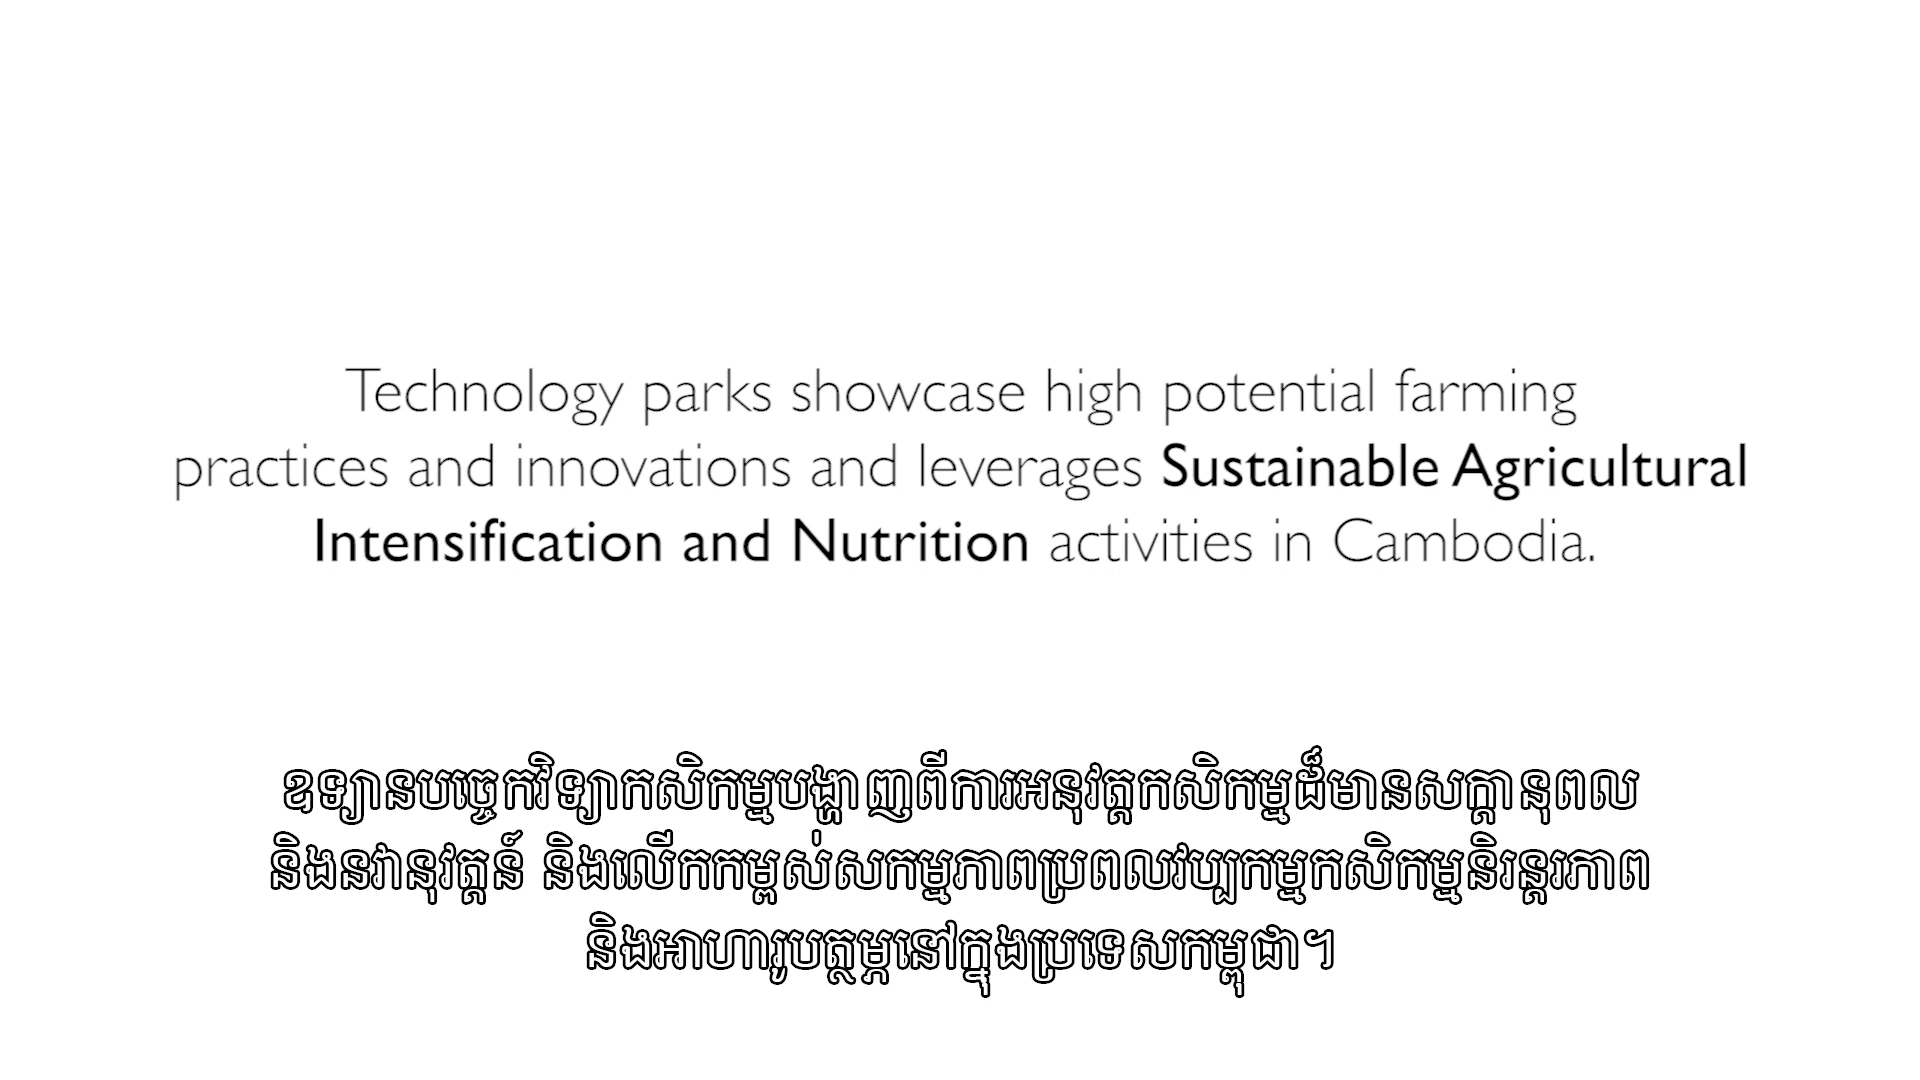 Technology parks showcase high potential farming
practices and innovations and leverages Sustainable Agricultural
Intensification and Nutrition activities in Cambodia.
ឧទ្យានបច្ចេកវិទ្យាកសិកម្មបង្ហាញពីការអនុវត្តកសិកម្មដ៏មានសក្តានុពល
និងនវានុវត្តន៍ និងលើកកម្ពស់សកម្មភាពប្រពលវប្បកម្មកសិកម្មនិរន្តរភាព
និងអាហារូបត្ថម្ភនៅក្នុងប្រទេសកម្ពុជា។